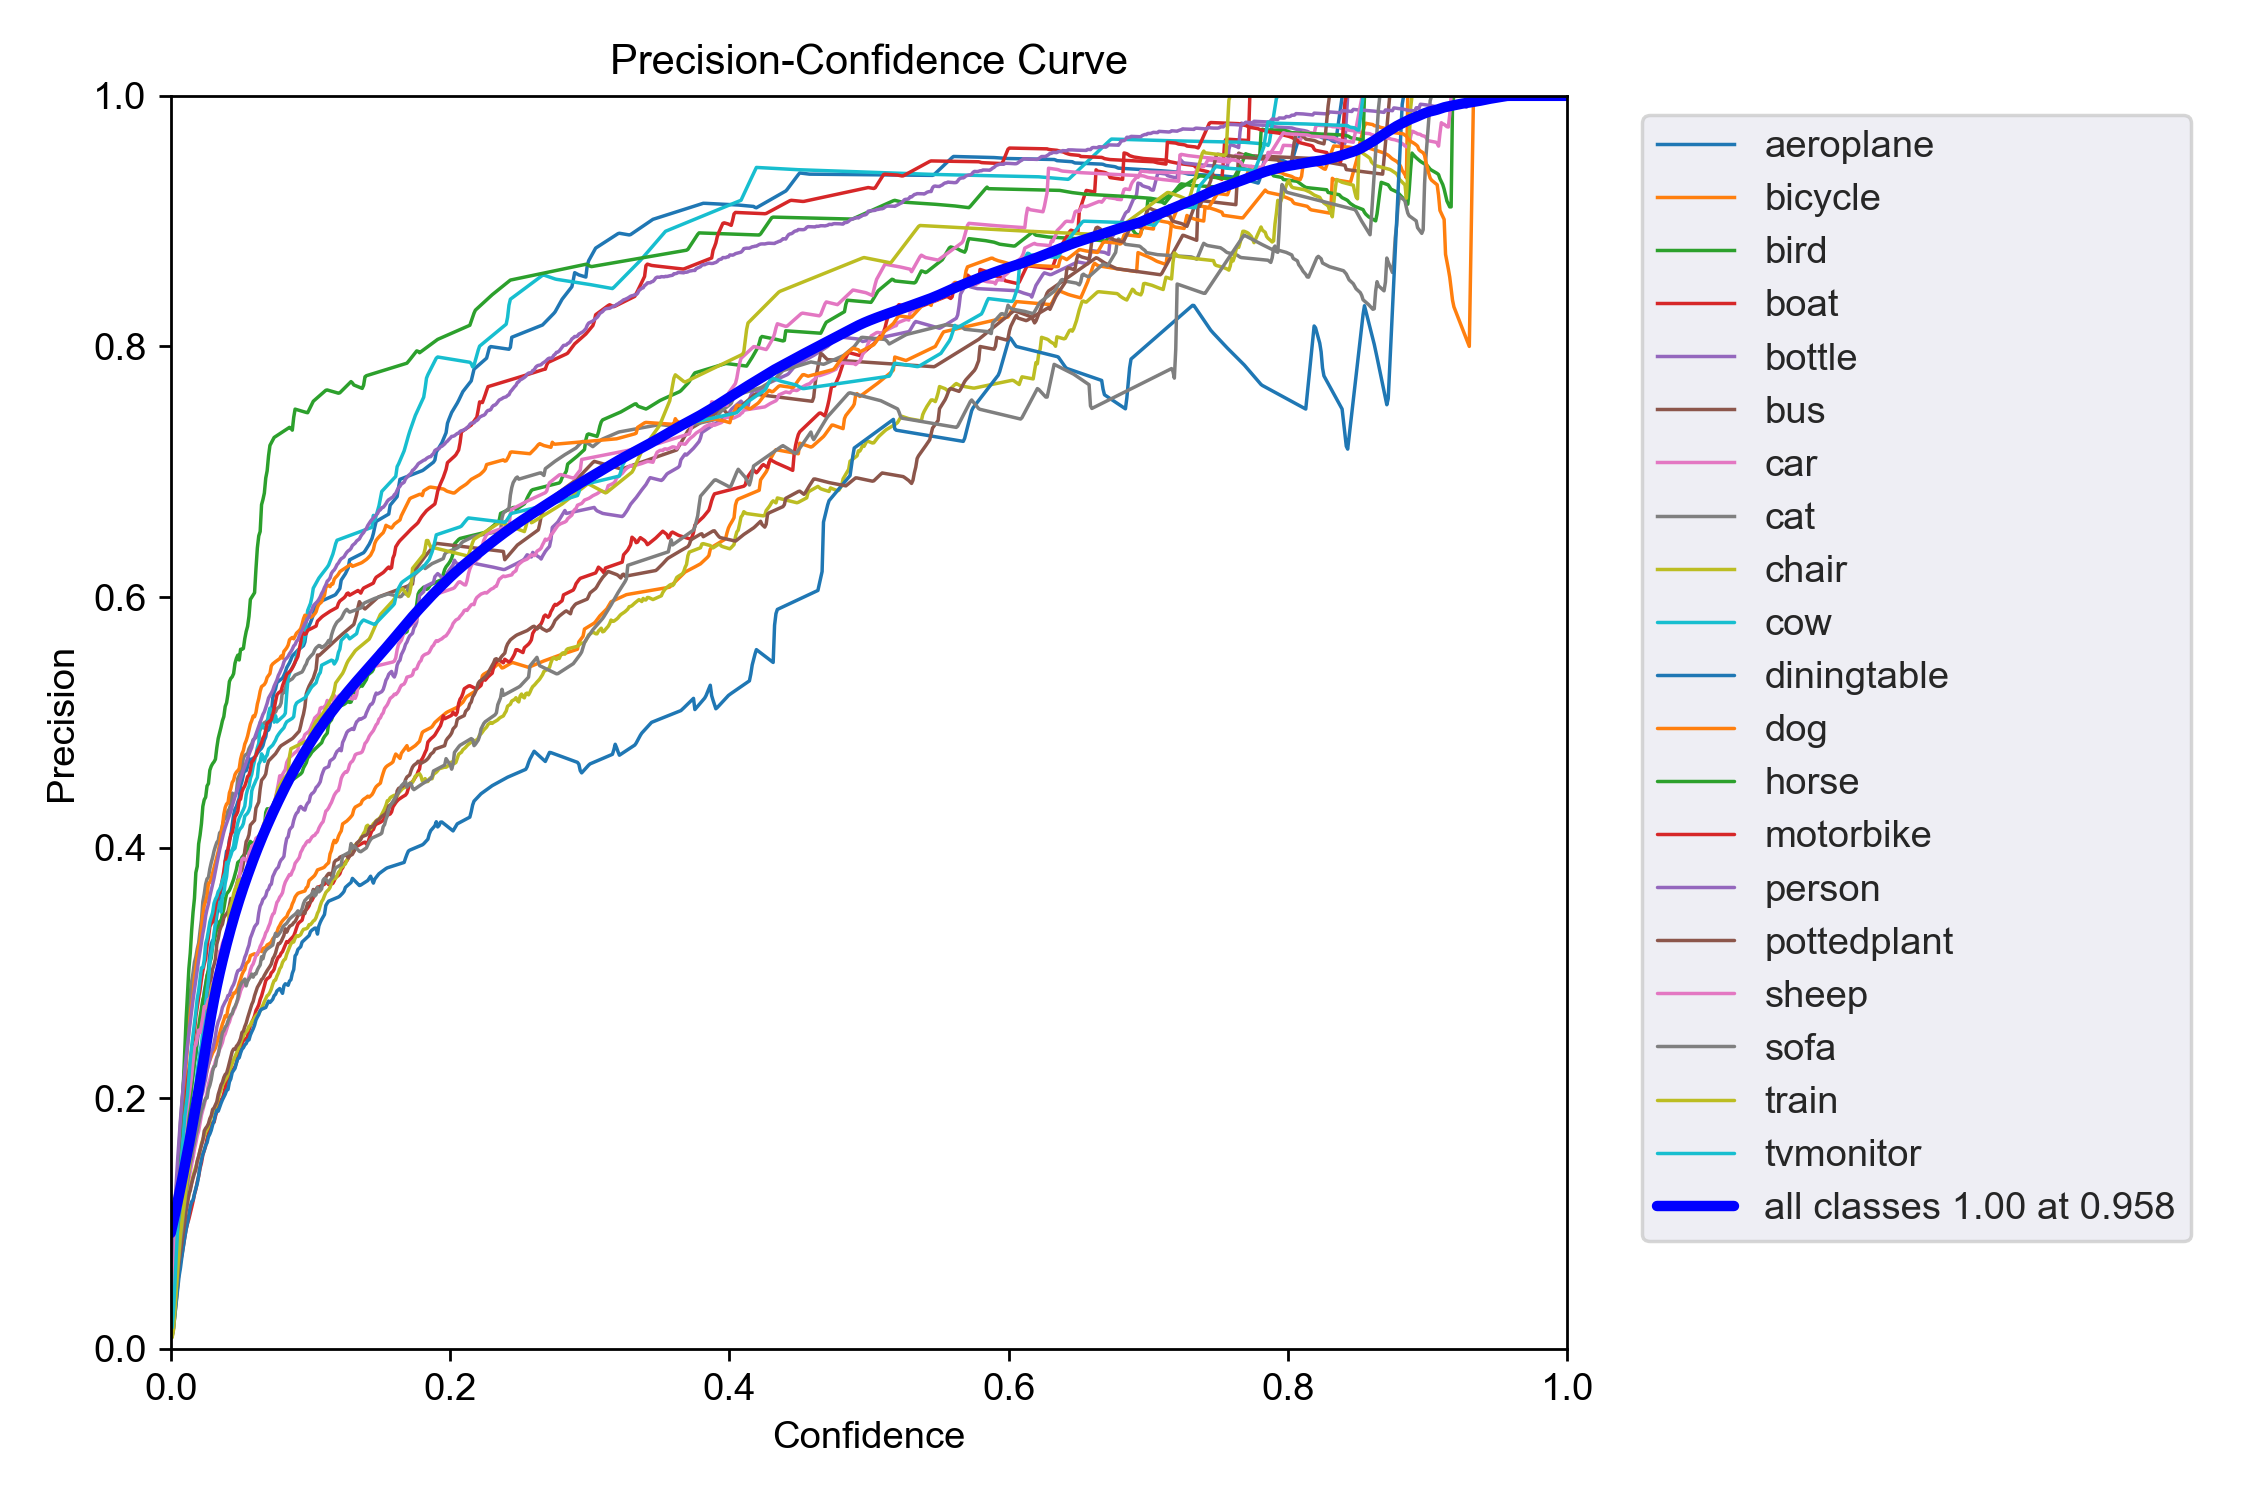 Precision-Confidence Curve
1.0
0.8
0.6
0.4
0.2
0.0
Precision
0.0 0.2 0.4 0.6 0.8 1.0
Confidence
aeroplane
bicycle
bird
boat
bottle
bus
car
cat
chair
cow
diningtable
dog
horse
motorbike
person
pottedplant
sheep
sofa
train
tvmonitor
all classes 1.00 at 0.958